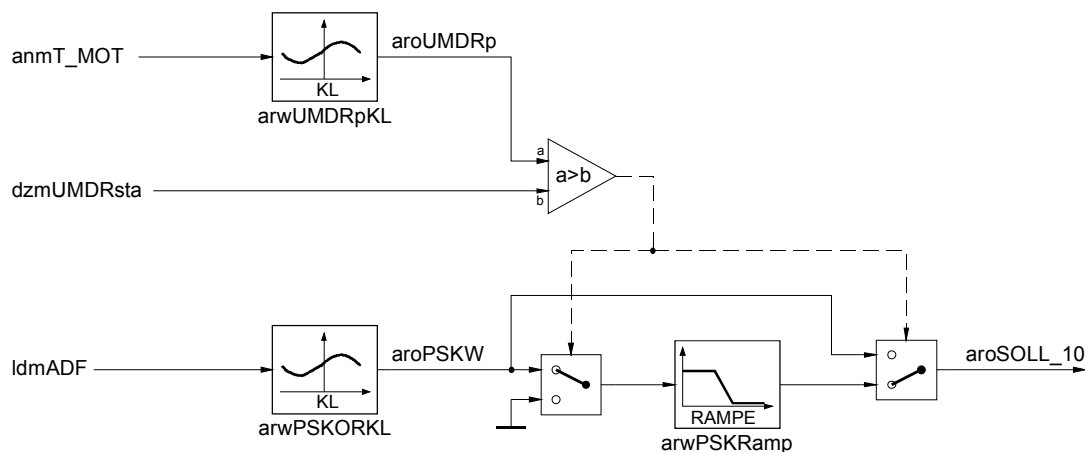 anmT_MOT
KL
aroUMDRp
arwUMDRpKL
a
a>b
b
dzmUMDRsta
ldmADF
KL
aroPSKW
arwPSKORKL
RAMPE
arwPSKRamp
aroSOLL_10